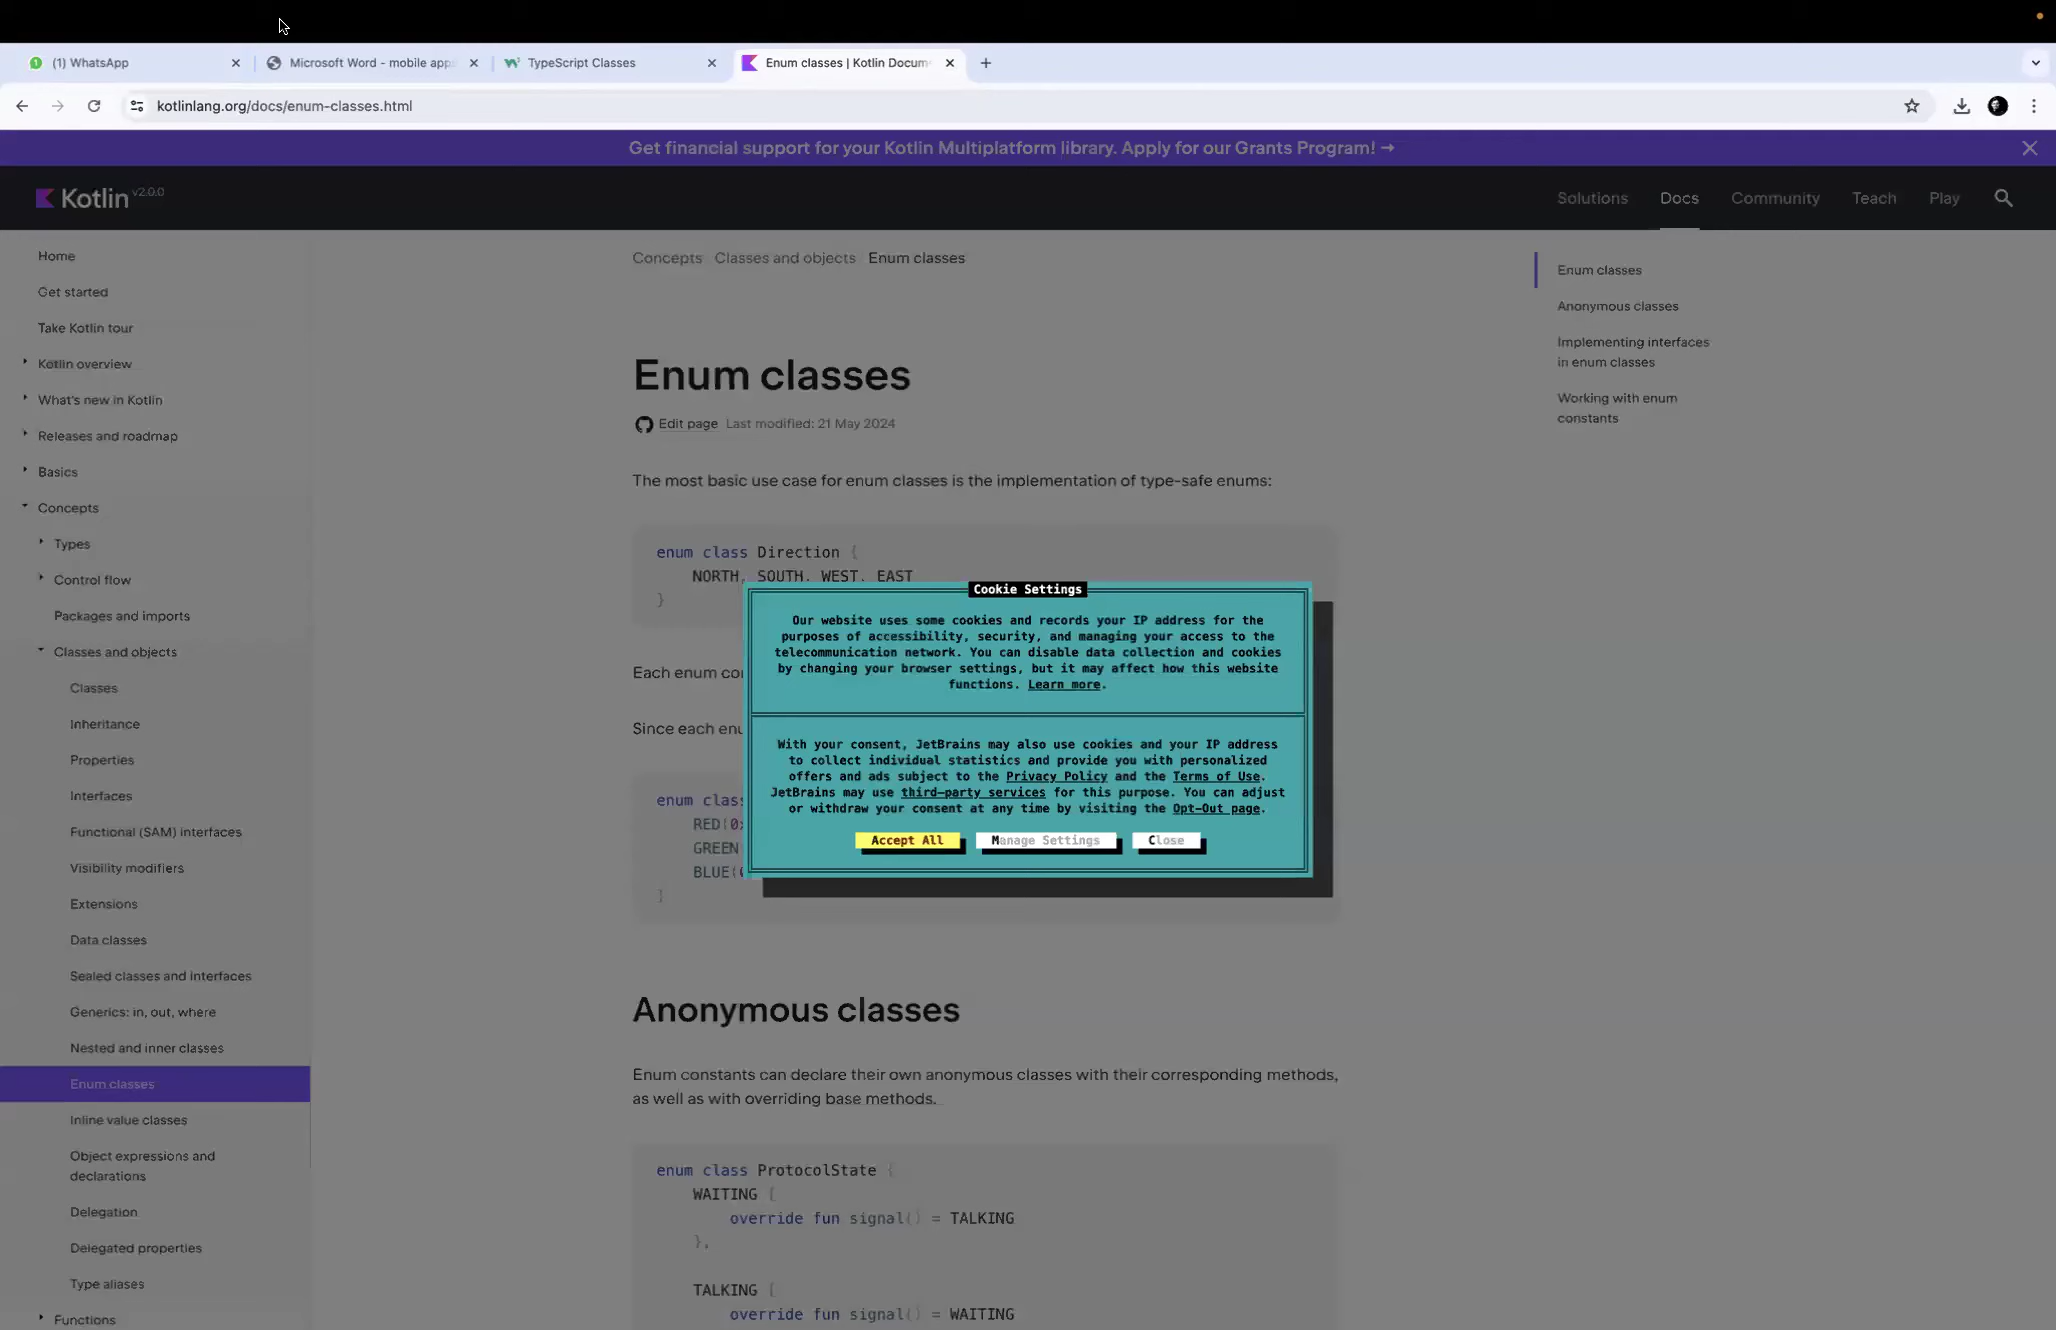 (1) WhatsApp
Microsoft Word - mobile app
TypeScript Classes
Enum classes | Kotlin Docum
kotlinlang.org/docs/enum-classes.html
Get financial support for your Kotlin Multiplatform library. Apply for our Grants Program! →
Kotlin v2.0.0
Solutions
Docs
Community
Teach
Play
Home
Get started
Take Kotlin tour
Kotlin overview
What's new in Kotlin
Releases and roadmap
Basics
Concepts
Types
Control flow
Packages and imports
Classes and objects
Classes
Inheritance
Properties
Interfaces
Functional (SAM) interfaces
Visibility modifiers
Extensions
Data classes
Sealed classes and interfaces
Generics: in, out, where
Nested and inner classes
Enum classes
Inline value classes
Object expressions and
declarations
Delegation
Delegated properties
Type aliases
Functions
Concepts Classes and objects Enum classes
Enum classes
Edit page Last modified: 21 May 2024
The most basic use case for enum classes is the implementation of type-safe enums:
enum class Direction {
NORTH, SOUTH, WEST, EAST
}
Each enum co
Since each enu
enum clas
RED(0x
GREEN
BLUE(
}
Cookie Settings
Our website uses some cookies and records your IP address for the
purposes of accessibility, security, and managing your access to the
telecommunication network. You can disable data collection and cookies
by changing your browser settings, but it may affect how this website
functions. Learn more.
With your consent, JetBrains may also use cookies and your IP address
to collect individual statistics and provide you with personalized
offers and ads subject to the Privacy Policy and the Terms of Use.
JetBrains may use third-party services for this purpose. You can adjust
or withdraw your consent at any time by visiting the Opt-Out page.
Accept All
Manage Settings
Close
Anonymous classes
Enum constants can declare their own anonymous classes with their corresponding methods,
as well as with overriding base methods.
enum class ProtocolState {
WAITING {
override fun signal() = TALKING
},
TALKING {
override fun signal() = WAITING
Enum classes
Anonymous classes
Implementing interfaces
in enum classes
Working with enum
constants